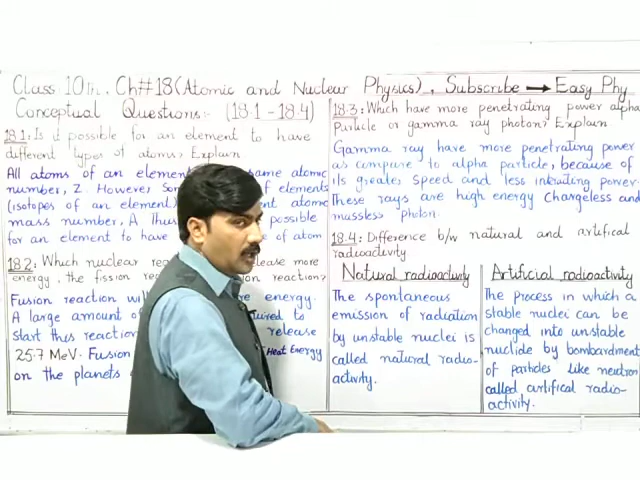 Class 10Th, Ch#18(Atomic and Nuclear Physics), Subscribe → Easy Phy
Conceptual Questions:- (18.1 - 18.4)
18.1: Is it possible for an element to have
different types of atoms? Explain
All atoms of an element same atomic
number, Z. However, Som of elements
(isotopes of an element) atomic
mass number, A Thus possible
for an element to have of atom
18.2: Which nuclear rea release more
energy, the fission rea reaction?
Fusion reaction wil energy.
A large amount of quired to
start this reaction release
25.7 MeV. Fusion Heat Energy
on the planets
18.3: Which have more penetrating power alpha
Particle or gamma ray photon? Explain
Gamma ray have more penetrating power
as compare to alpha particle, because of
its greater speed and less interating power.
These rays are high energy chargeless and
massless photon
18.4: Difference b/w natural and artifical
radioactivity.
Natural radioactivity
The spontaneous
emission of radiation
by unstable nuclei is
called natural radio-
activity.
Artificial radioactivity
The process in which a
stable nuclei can be
changed into unstable
nuclide by bombardment
of particles like neutron
called artifical radio-
activity.